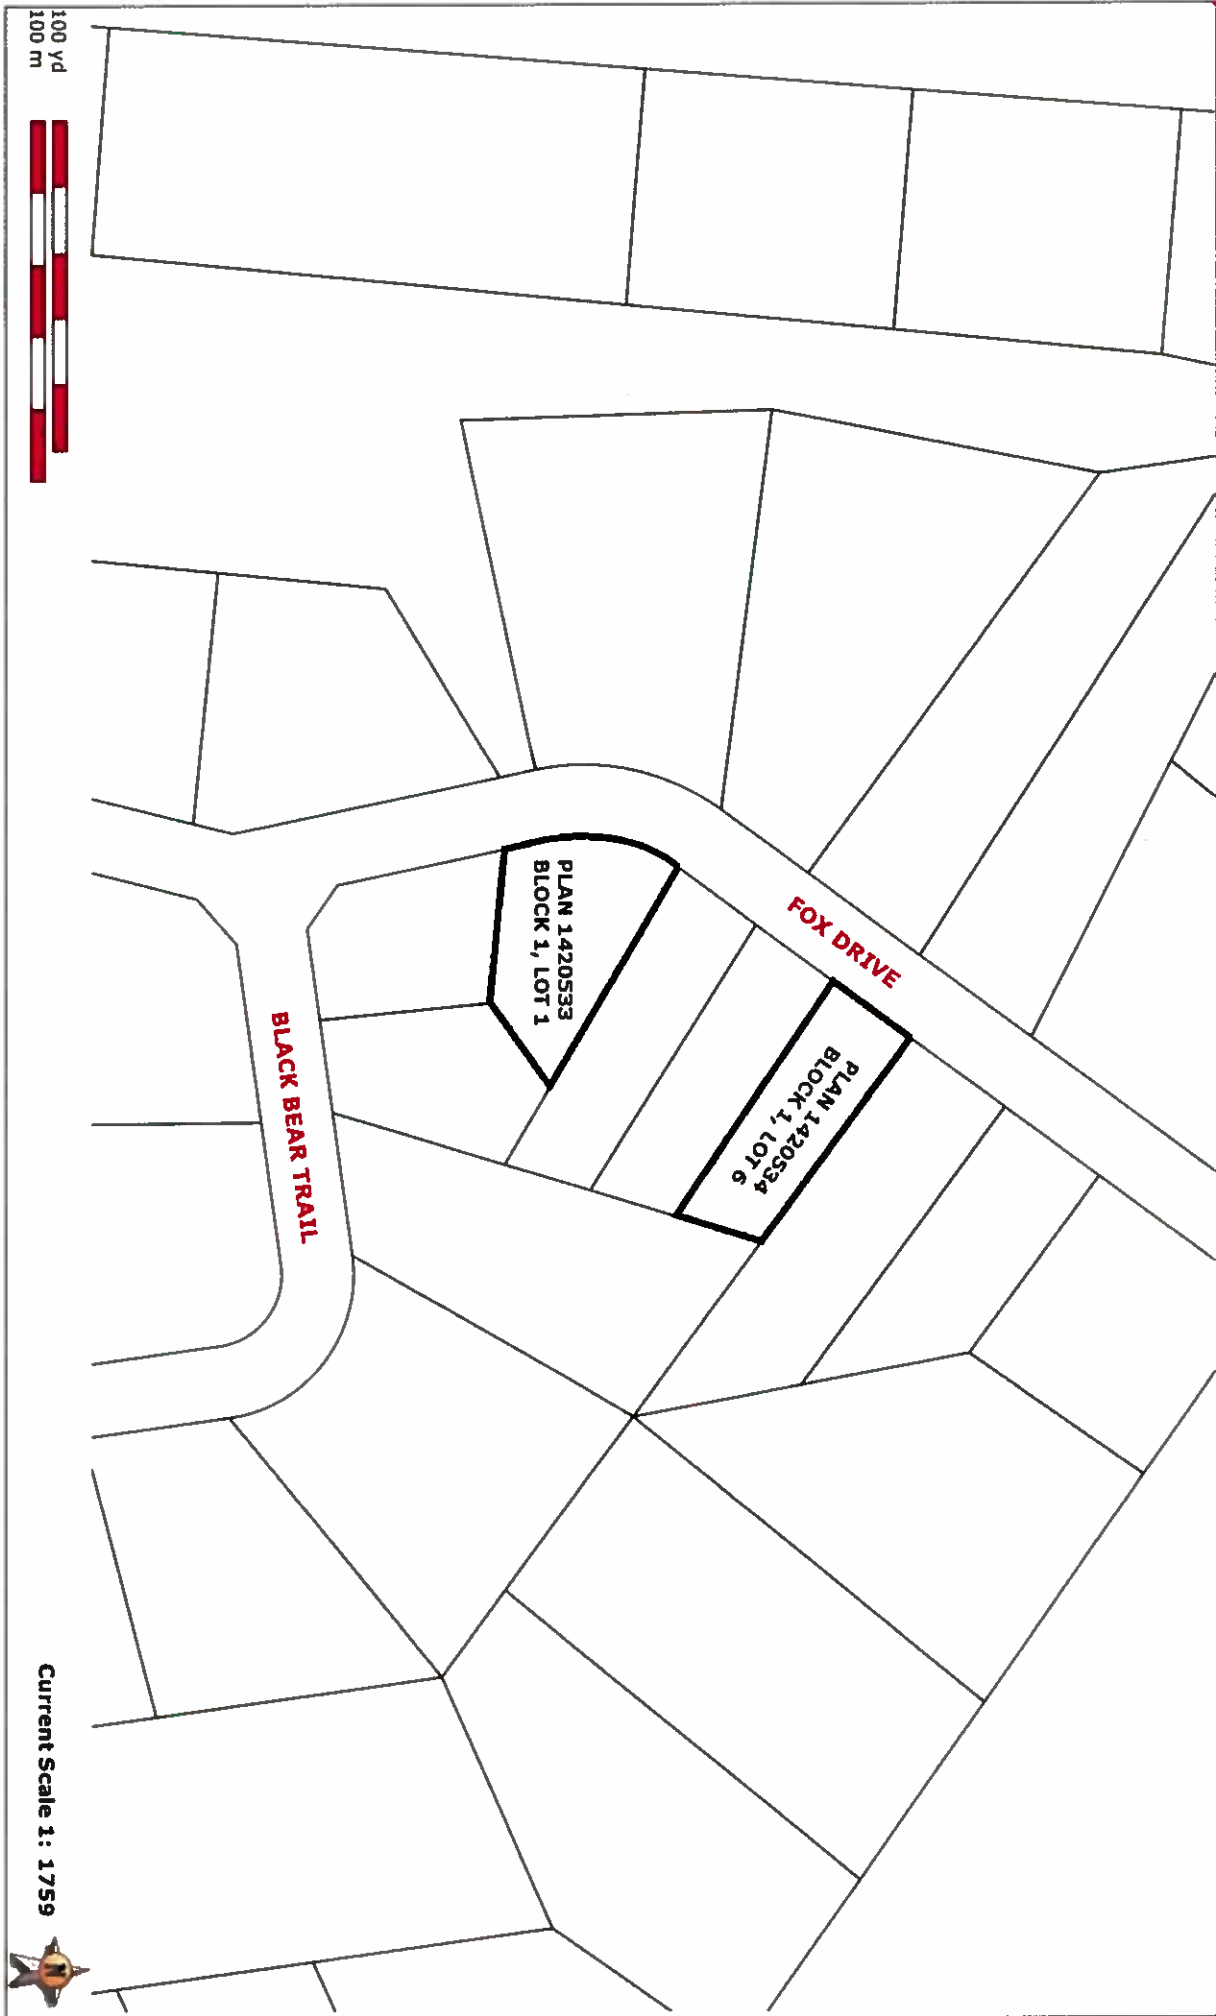 FOX DRIVE
PLAN 1420533
BLOCK 1, LOT 1
PLAN 1420534
BLOCK 1, LOT 6
BLACK BEAR TRAIL
100 yd
100 m
Current Scale 1: 1759
N